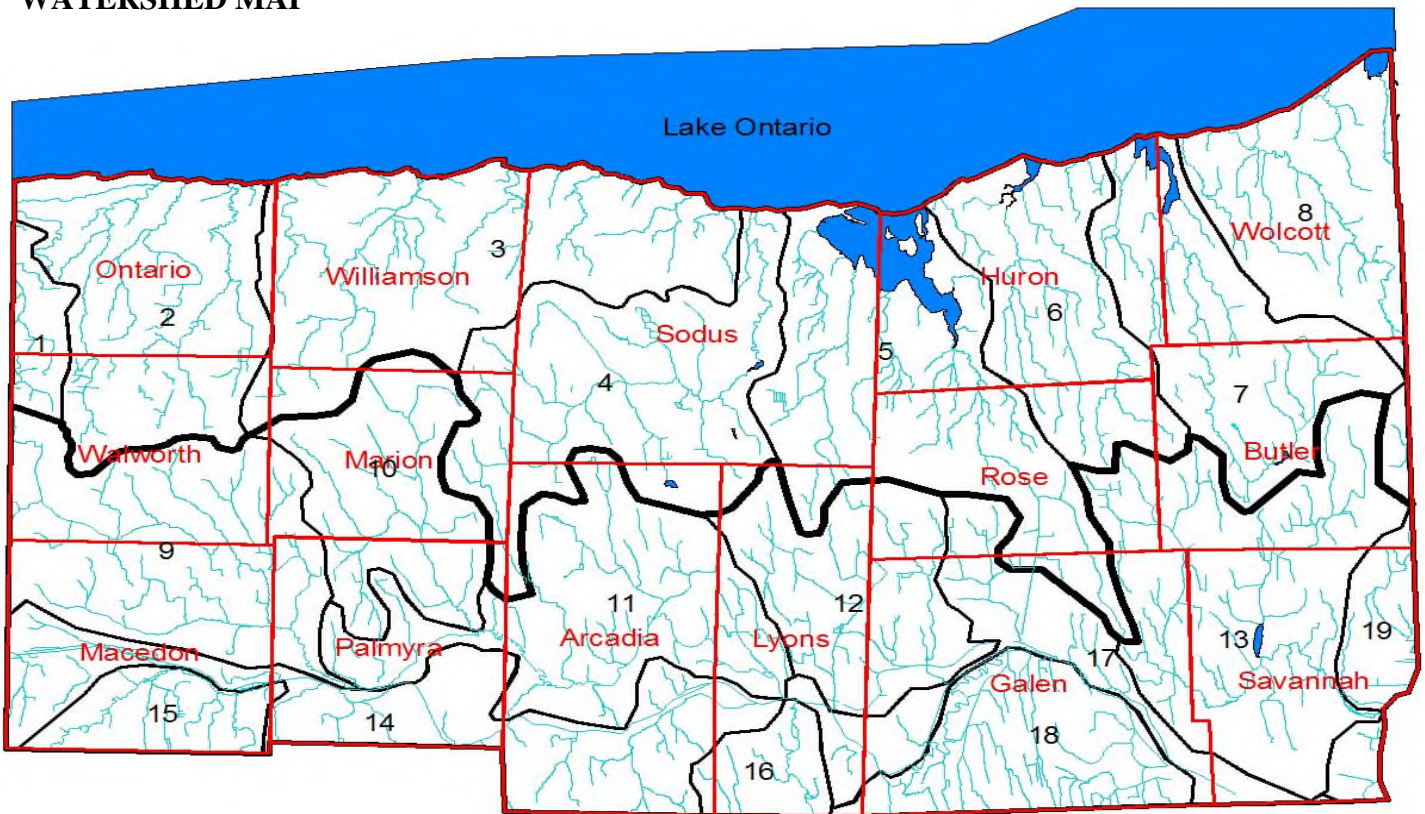 WATERSHED MAP
Lake Ontario
8
Wolcott
3
Ontario
Williamson
Huron
2
6
Sodus
1
5
4
7
Walworth
Marion
10
Butler
Rose
9
11
12
13
19
Arcadia
Lyons
Macedon
Palmyra
17
Galen
Savannah
15
14
18
16